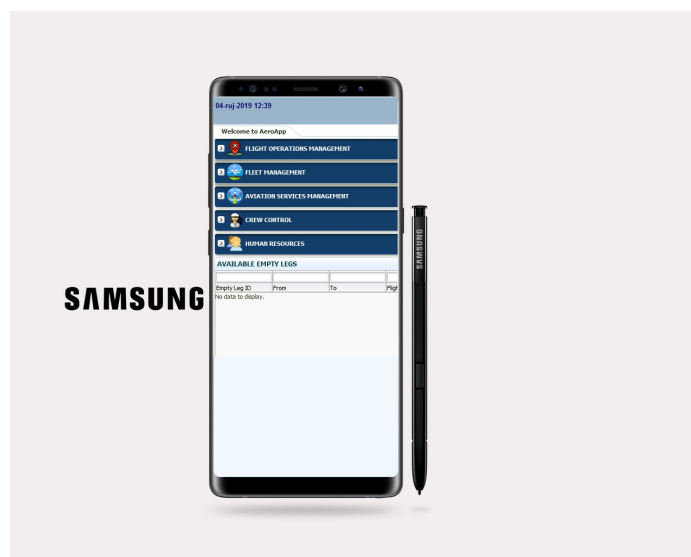 04-ruj-2019 12:39
Welcome to AeroApp
FLIGHT OPERATIONS MANAGEMENT
FLEET MANAGEMENT
AVIATION SERVICES MANAGEMENT
CREW CONTROL
HUMAN RESOURCES
AVAILABLE EMPTY LEGS
Empty Leg ID From To Fligh
No data to display.
SAMSUNG
SAMSUNG